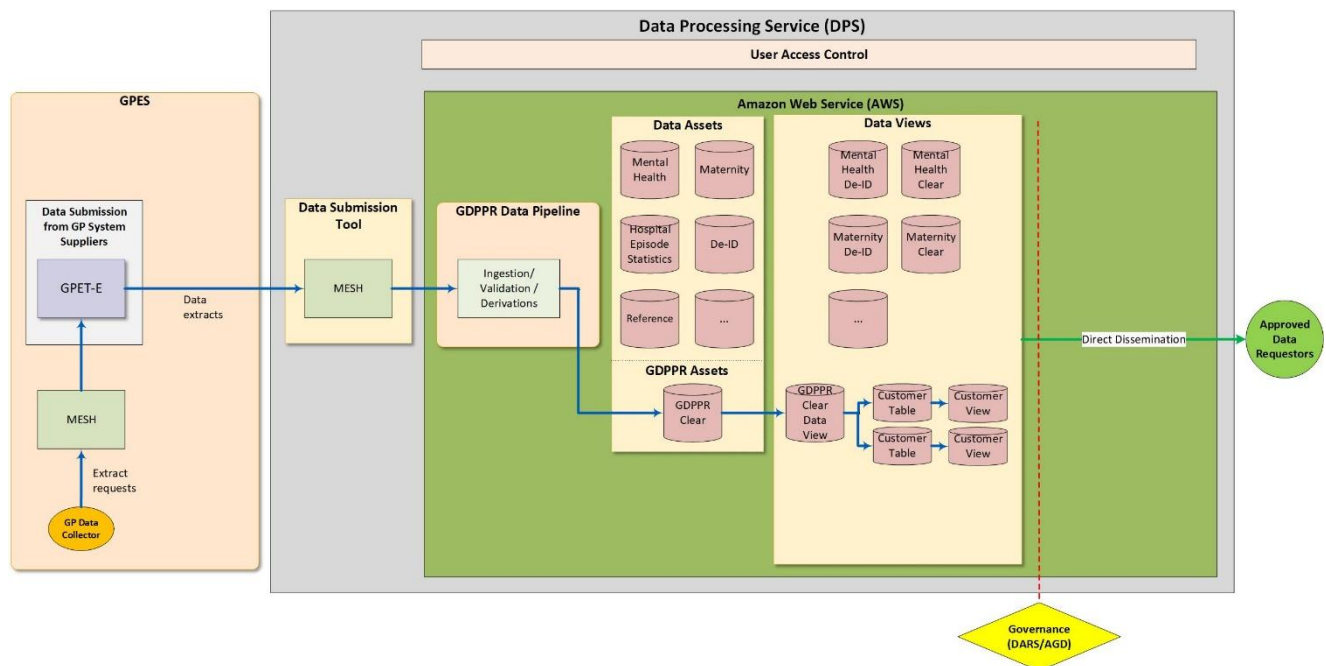 Data Processing Service (DPS)
User Access Control
GPES
Amazon Web Service (AWS)
Data Submission
from GP System
Suppliers
GPET-E
Data
extracts
MESH
Extract
requests
GP Data
Collector
Data Submission
Tool
MESH
GDPPR Data Pipeline
Ingestion/
Validation /
Derivations
Data Assets
Mental
Health
Maternity
Hospital
Episode
Statistics
De-ID
Reference
...
GDPPR Assets
GDPPR
Clear
Data Views
Mental
Health
De-ID
Mental
Health
Clear
Maternity
De-ID
Maternity
Clear
...
GDPPR
Clear
Data
View
Customer
Table
Customer
View
Customer
Table
Customer
View
Direct Dissemination
Approved
Data
Requestors
Governance
(DARS/AGD)